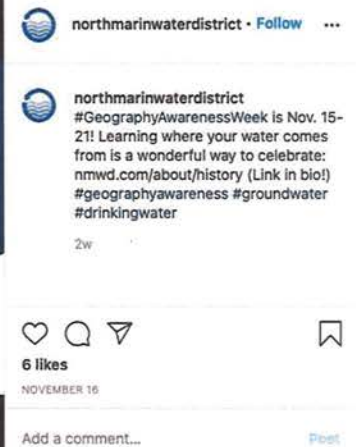 northmarinwaterdistrict • Follow ...
northmarinwaterdistrict
#GeographyAwarenessWeek is Nov. 15-
21! Learning where your water comes
from is a wonderful way to celebrate:
nmwd.com/about/history (Link in bio!)
#geographyawareness #groundwater
#drinkingwater
2w
6 likes
NOVEMBER 16
Add a comment...
Post